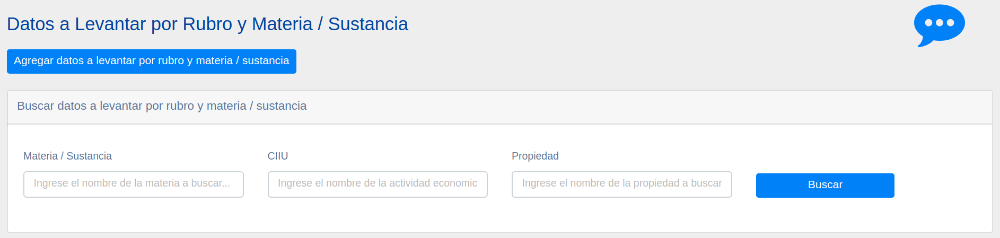 Datos a Levantar por Rubro y Materia / Sustancia
Agregar datos a levantar por rubro y materia / sustancia
Buscar datos a levantar por rubro y materia / sustancia
Materia / Sustancia
CIIU
Propiedad
Ingrese el nombre de la materia a buscar...
Ingrese el nombre de la actividad economic
Ingrese el nombre de la propiedad a buscar
Buscar